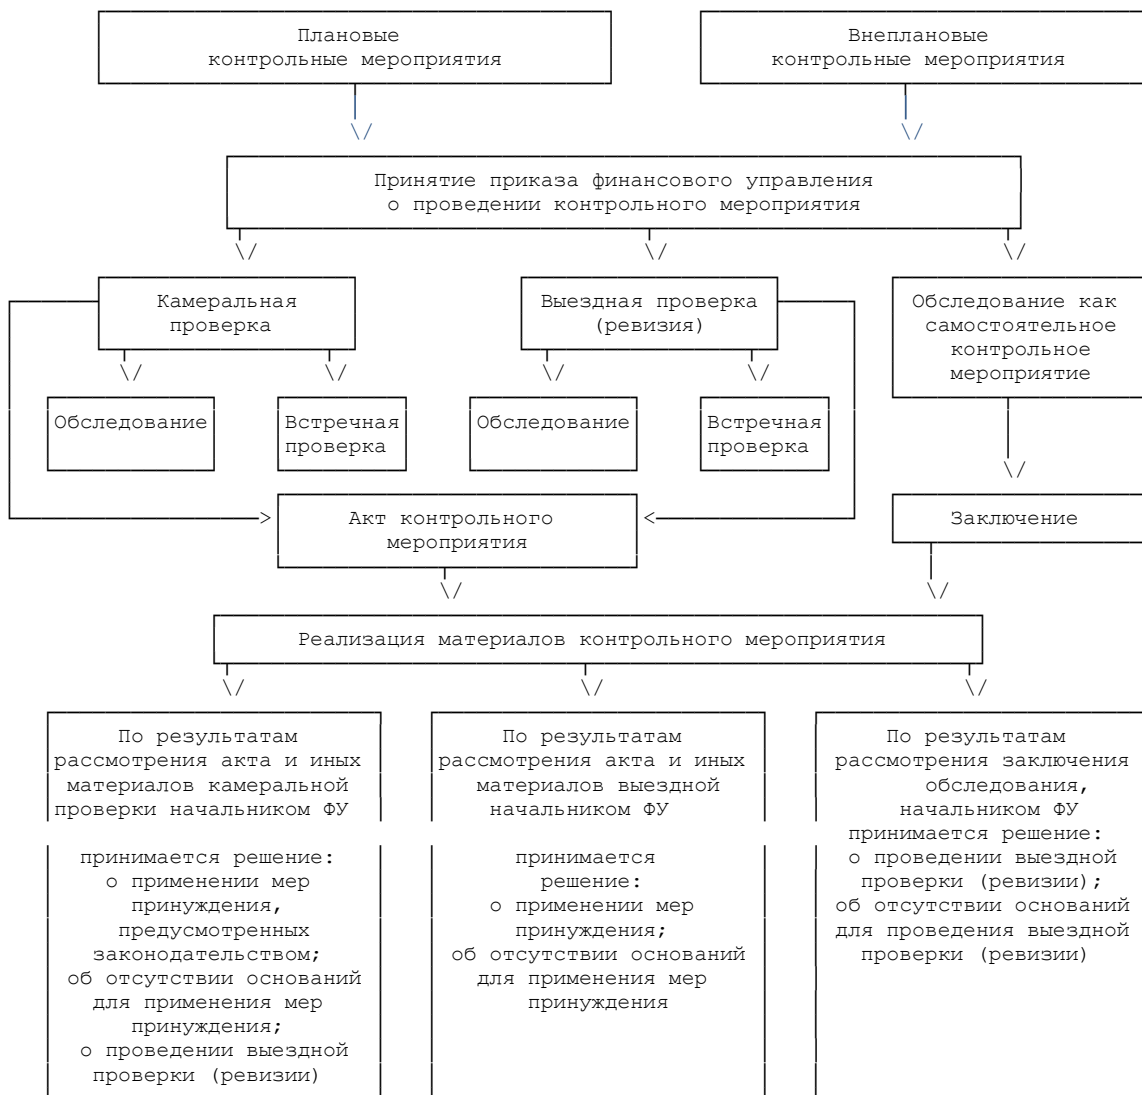 Плановые
контрольные мероприятия
Внеплановые
контрольные мероприятия
Принятие приказа финансового управления
о проведении контрольного мероприятия
Камеральная
проверка
Выездная проверка
(ревизия)
Обследование как
самостоятельное
контрольное
мероприятие
Обследование
Встречная
проверка
Обследование
Встречная
проверка
Акт контрольного
мероприятия
Заключение
Реализация материалов контрольного мероприятия
По результатам
рассмотрения акта и иных
материалов камеральной
проверки начальником ФУ
принимается решение:
о применении мер
принуждения,
предусмотренных
законодательством;
об отсутствии оснований
для применения мер
принуждения;
о проведении выездной
проверки (ревизии)
По результатам
рассмотрения акта и иных
материалов выездной
начальником ФУ
принимается
решение:
о применении мер
принуждения;
об отсутствии оснований
для применения мер
принуждения
По результатам
рассмотрения заключения
обследования,
начальником ФУ
принимается решение:
о проведении выездной
проверки (ревизии);
об отсутствии оснований
для проведения выездной
проверки (ревизии)